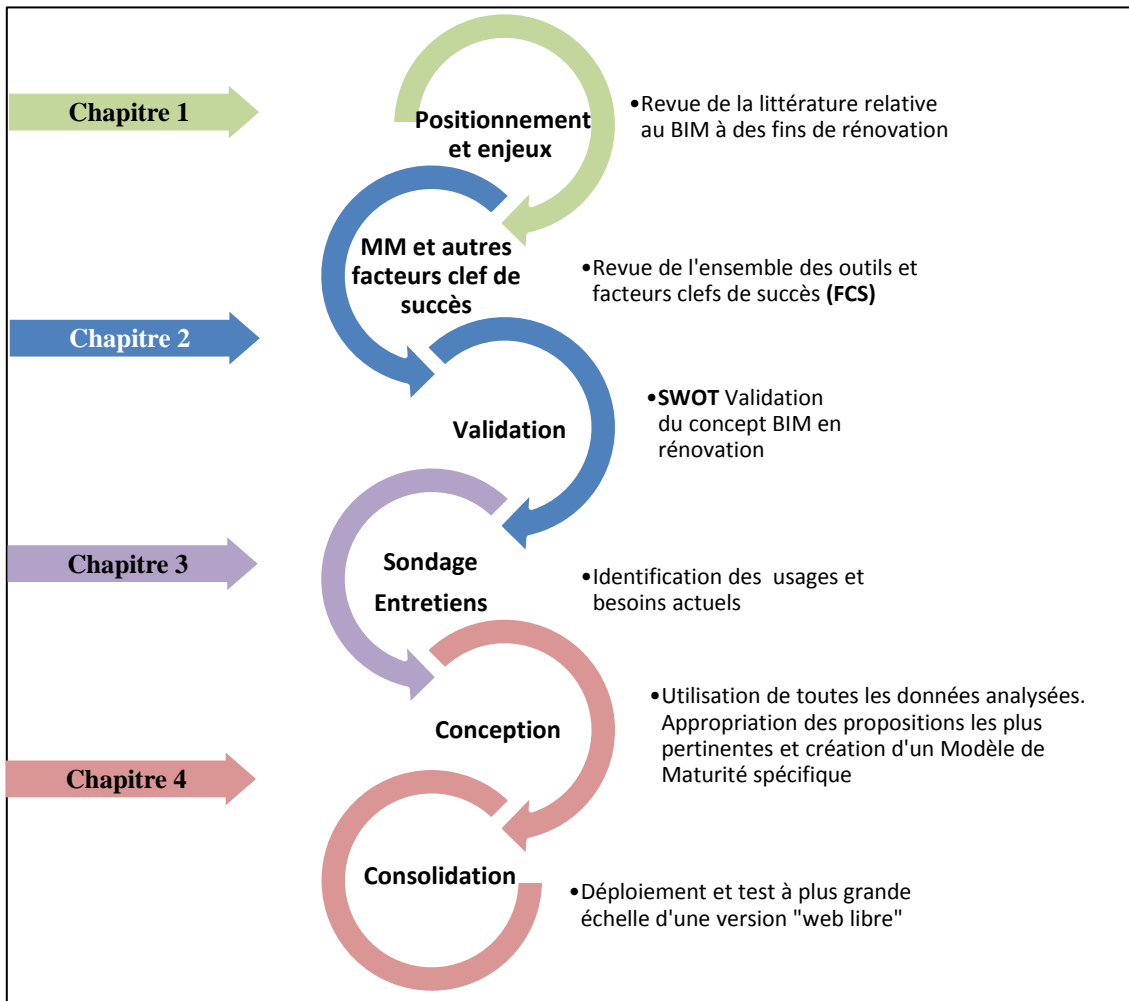 Chapitre 1
Positionnement
et enjeux
•Revue de la littérature relative
au BIM à des fins de rénovation
MM et autres
facteurs clef de
succès
•Revue de l'ensemble des outils et
facteurs clefs de succès (FCS)
Chapitre 2
Validation
•SWOT Validation
du concept BIM en
rénovation
Chapitre 3
Sondage
Entretiens
•Identification des usages et
besoins actuels
Conception
•Utilisation de toutes les données analysées.
Appropriation des propositions les plus
pertinentes et création d'un Modèle de
Maturité spécifique
Chapitre 4
Consolidation
•Déploiement et test à plus grande
échelle d'une version "web libre"